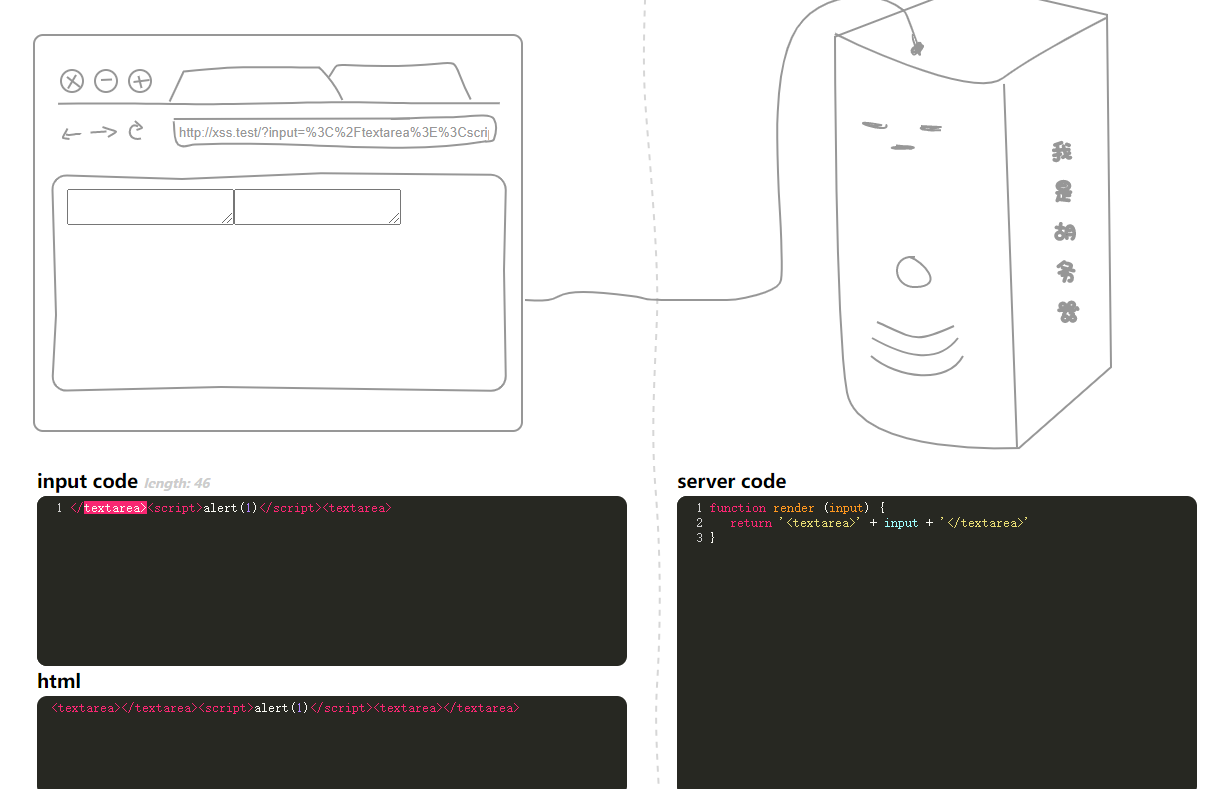 http://xss.test/?input=%3C%2Ftextarea%3E%3Cscri
我
是
胡
务
器
input code length: 46
1 </textarea><script>alert(1)</script><textarea>
html
<textarea></textarea><script>alert(1)</script><textarea></textarea>
server code
1 function render (input) {
2 return '<textarea>' + input + '</textarea>'
3 }